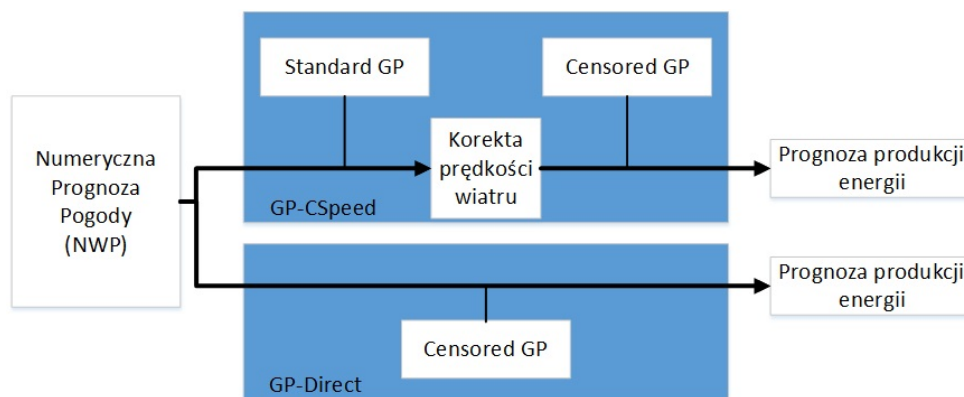 Standard GP
Censored GP
Numeryczna
Prognoza
Pogody
(NWP)
Korekta
prędkości
wiatru
GP-CSpeed
Prognoza produkcji
energii
Prognoza produkcji
energii
Censored GP
GP-Direct